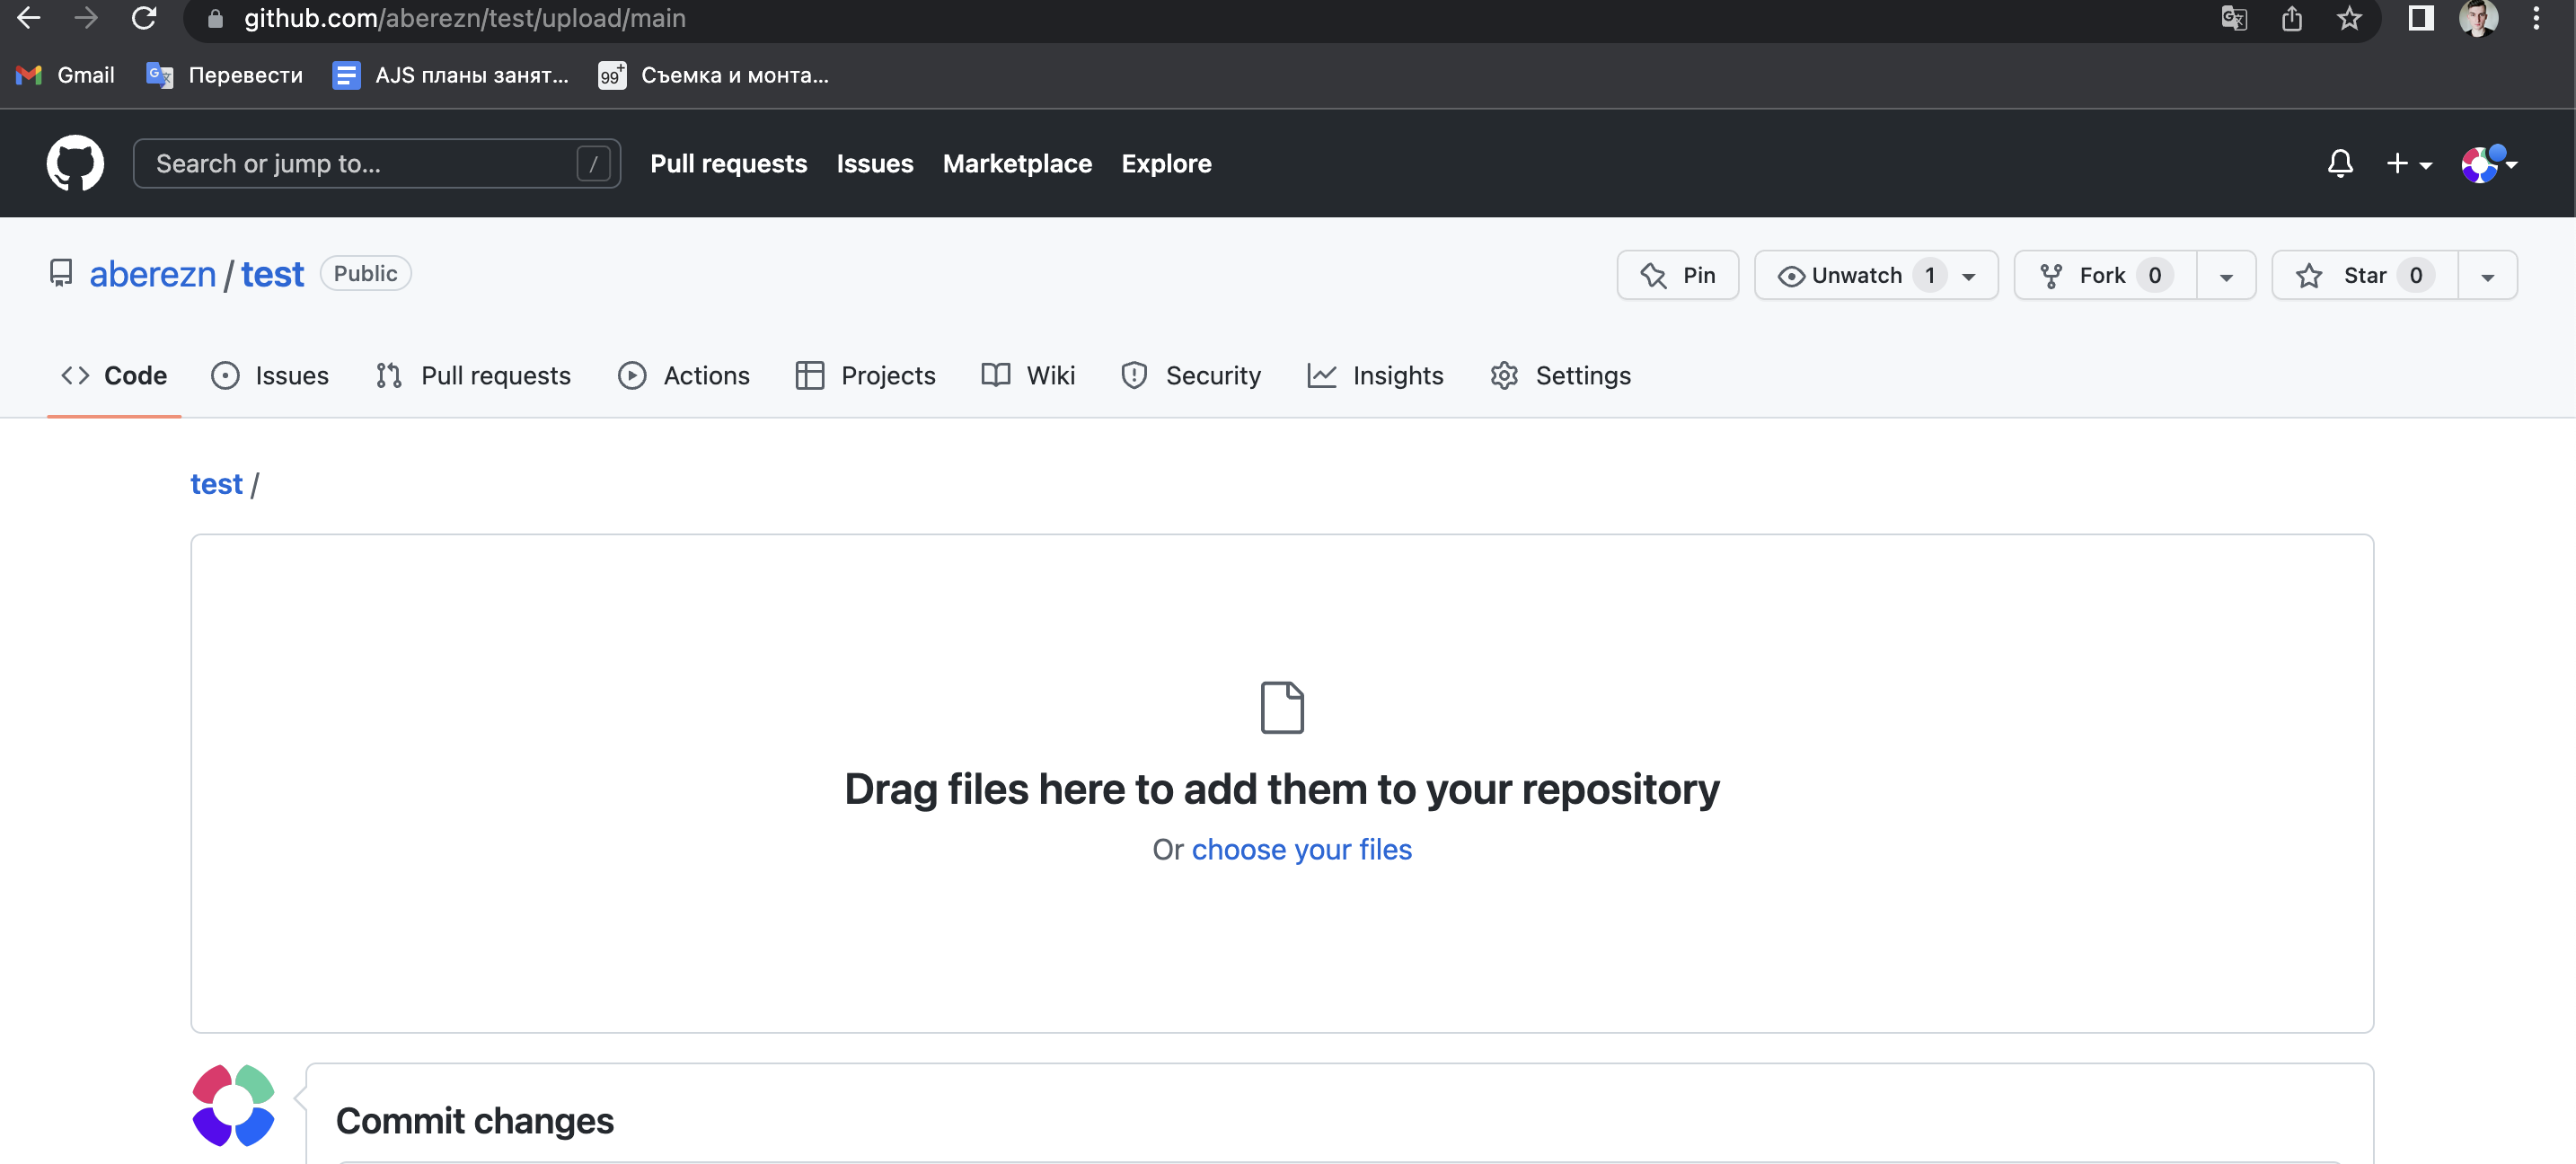 github.com/aberezn/test/upload/main
Gmail Перевести AJS планы занят... 99+ Съемка и монта...
Search or jump to... / Pull requests Issues Marketplace Explore
aberezn / test Public Pin Unwatch 1 Fork 0 Star 0
Code Issues Pull requests Actions Projects Wiki Security Insights Settings
test /
Drag files here to add them to your repository
Or choose your files
Commit changes